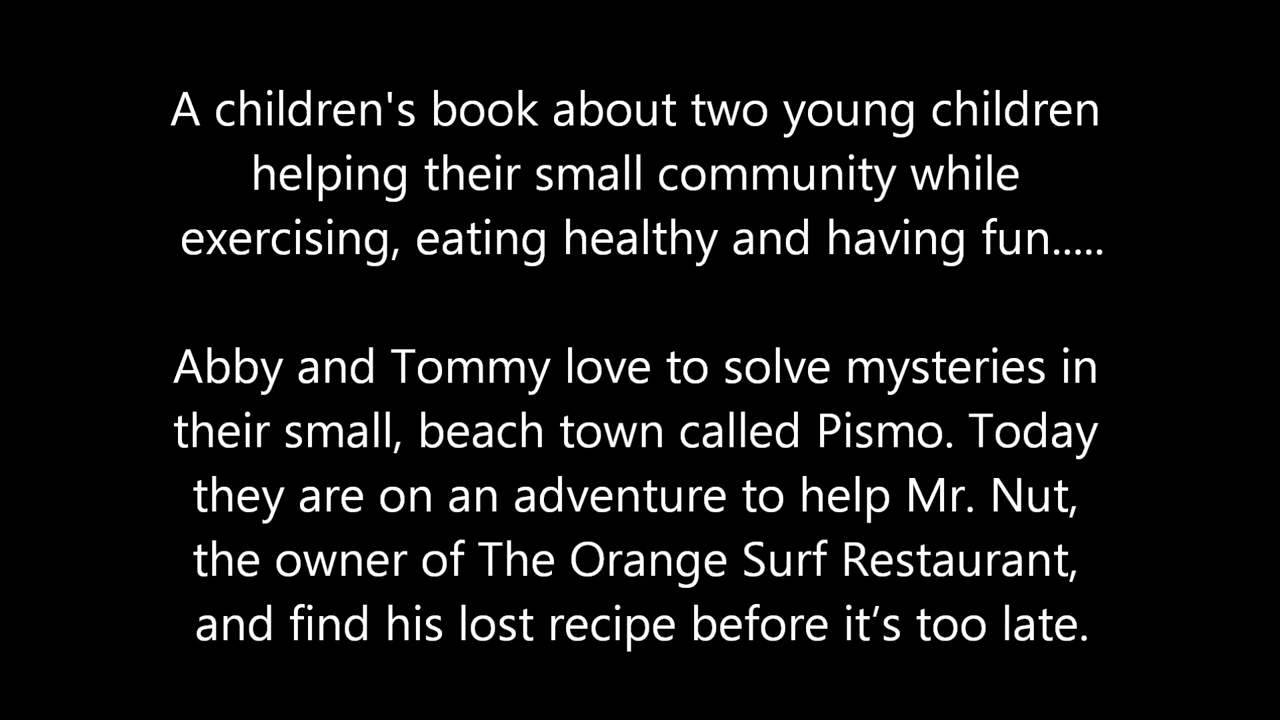 A children's book about two young children
helping their small community while
exercising, eating healthy and having fun.....
Abby and Tommy love to solve mysteries in
their small, beach town called Pismo. Today
they are on an adventure to help Mr. Nut,
the owner of The Orange Surf Restaurant,
and find his lost recipe before it’s too late.